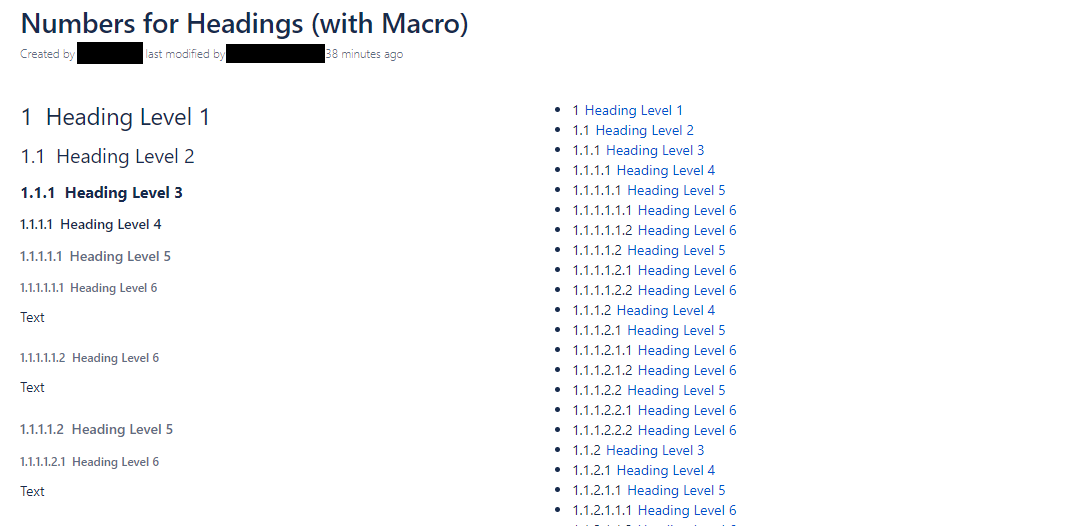 Numbers for Headings (with Macro)
Created by last modified by 38 minutes ago
1 Heading Level 1
1.1 Heading Level 2
1.1.1 Heading Level 3
1.1.1.1 Heading Level 4
1.1.1.1.1 Heading Level 5
1.1.1.1.1.1 Heading Level 6
Text
1.1.1.1.1.2 Heading Level 6
Text
1.1.1.1.2 Heading Level 5
1.1.1.1.2.1 Heading Level 6
Text
• 1 Heading Level 1
• 1.1 Heading Level 2
• 1.1.1 Heading Level 3
• 1.1.1.1 Heading Level 4
• 1.1.1.1.1 Heading Level 5
• 1.1.1.1.1.1 Heading Level 6
• 1.1.1.1.1.2 Heading Level 6
• 1.1.1.1.2 Heading Level 5
• 1.1.1.1.2.1 Heading Level 6
• 1.1.1.1.2.2 Heading Level 6
• 1.1.1.2 Heading Level 4
• 1.1.1.2.1 Heading Level 5
• 1.1.1.2.1.1 Heading Level 6
• 1.1.1.2.1.2 Heading Level 6
• 1.1.1.2.2 Heading Level 5
• 1.1.1.2.2.1 Heading Level 6
• 1.1.1.2.2.2 Heading Level 6
• 1.1.2 Heading Level 3
• 1.1.2.1 Heading Level 4
• 1.1.2.1.1 Heading Level 5
• 1.1.2.1.1.1 Heading Level 6